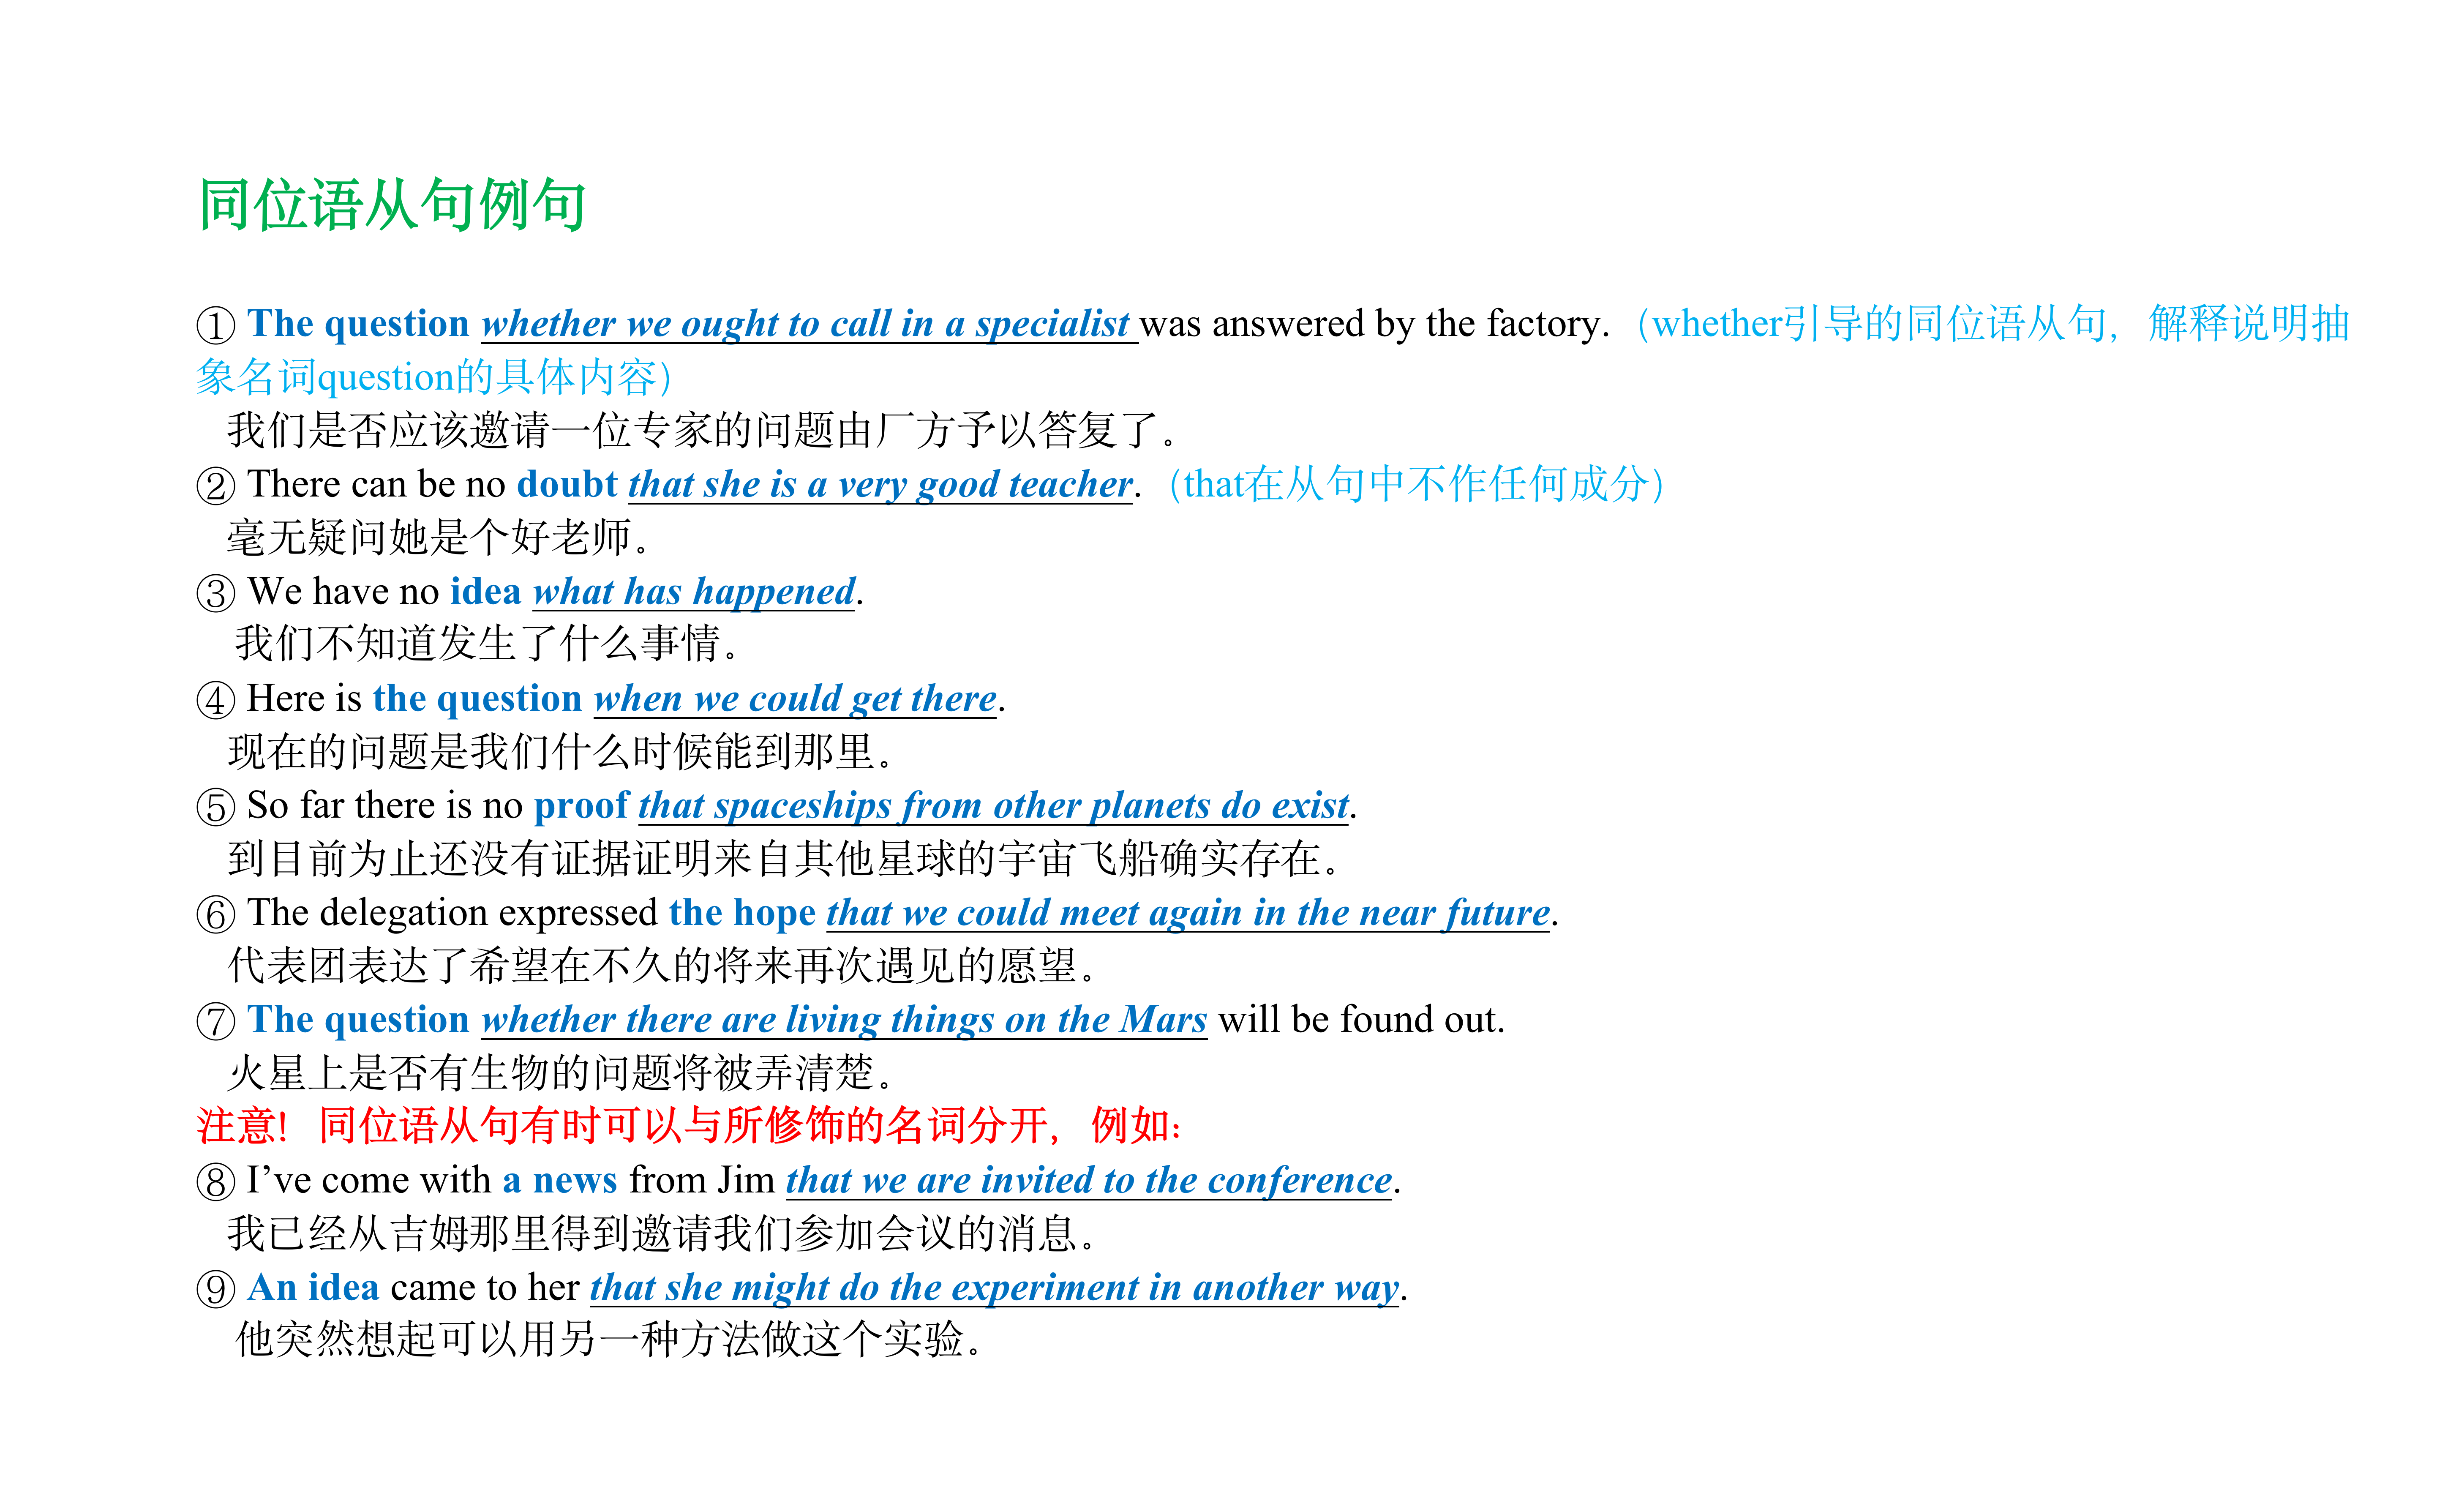 同位语从句例句
① The question whether we ought to call in a specialist was answered by the factory.（whether引导的同位语从句，解释说明抽
象名词question的具体内容）
我们是否应该邀请一位专家的问题由厂方予以答复了。
② There can be no doubt that she is a very good teacher.（that在从句中不作任何成分）
毫无疑问她是个好老师。
③ We have no idea what has happened.
我们不知道发生了什么事情。
④ Here is the question when we could get there.
现在的问题是我们什么时候能到那里。
⑤ So far there is no proof that spaceships from other planets do exist.
到目前为止还没有证据证明来自其他星球的宇宙飞船确实存在。
⑥ The delegation expressed the hope that we could meet again in the near future.
代表团表达了希望在不久的将来再次遇见的愿望。
⑦ The question whether there are living things on the Mars will be found out.
火星上是否有生物的问题将被弄清楚。
注意！同位语从句有时可以与所修饰的名词分开，例如：
⑧ I’ve come with a news from Jim that we are invited to the conference.
我已经从吉姆那里得到邀请我们参加会议的消息。
⑨ An idea came to her that she might do the experiment in another way.
他突然想起可以用另一种方法做这个实验。